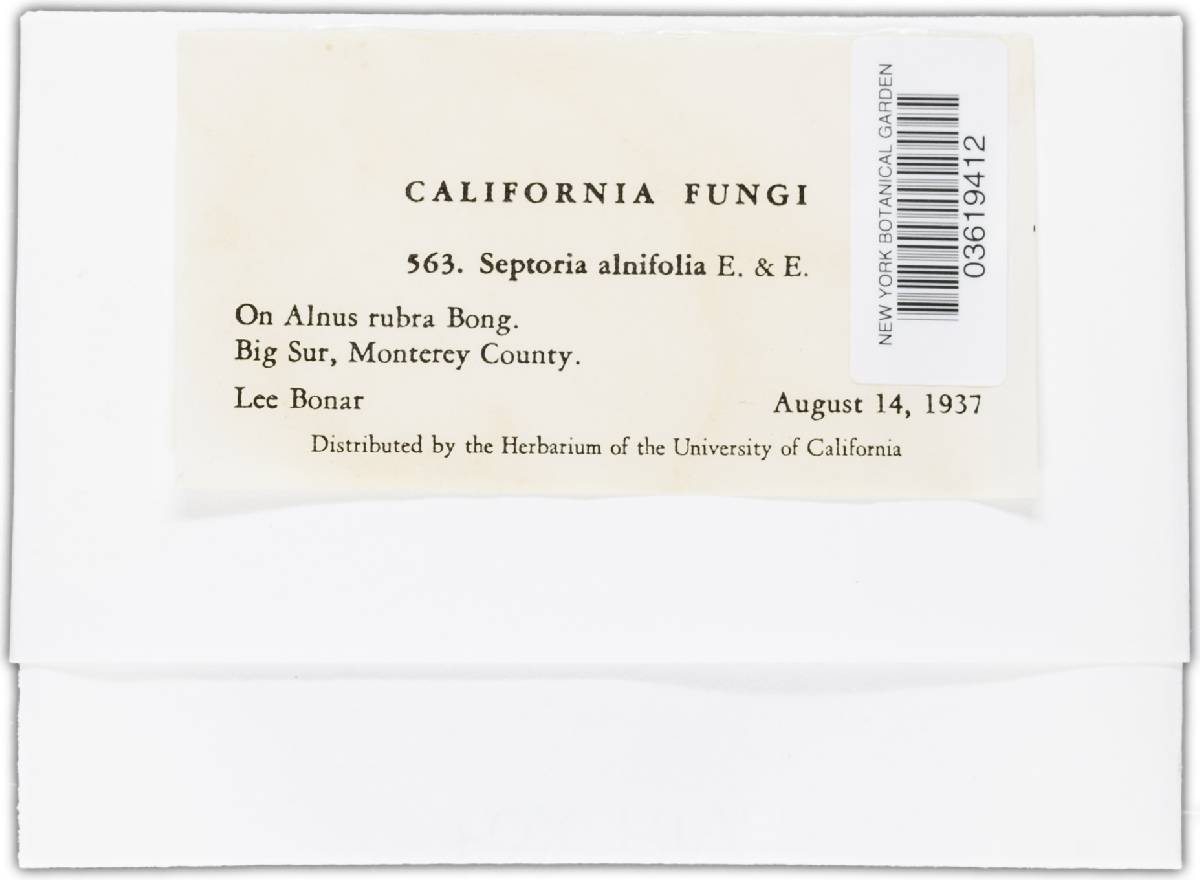 CALIFORNIA FUNGI
563. Septoria alnifolia E. & E.
On Alnus rubra Bong.
Big Sur, Monterey County.
Lee Bonar August 14, 1937
Distributed by the Herbarium of the University of California
NEW YORK BOTANICAL GARDEN
03619412